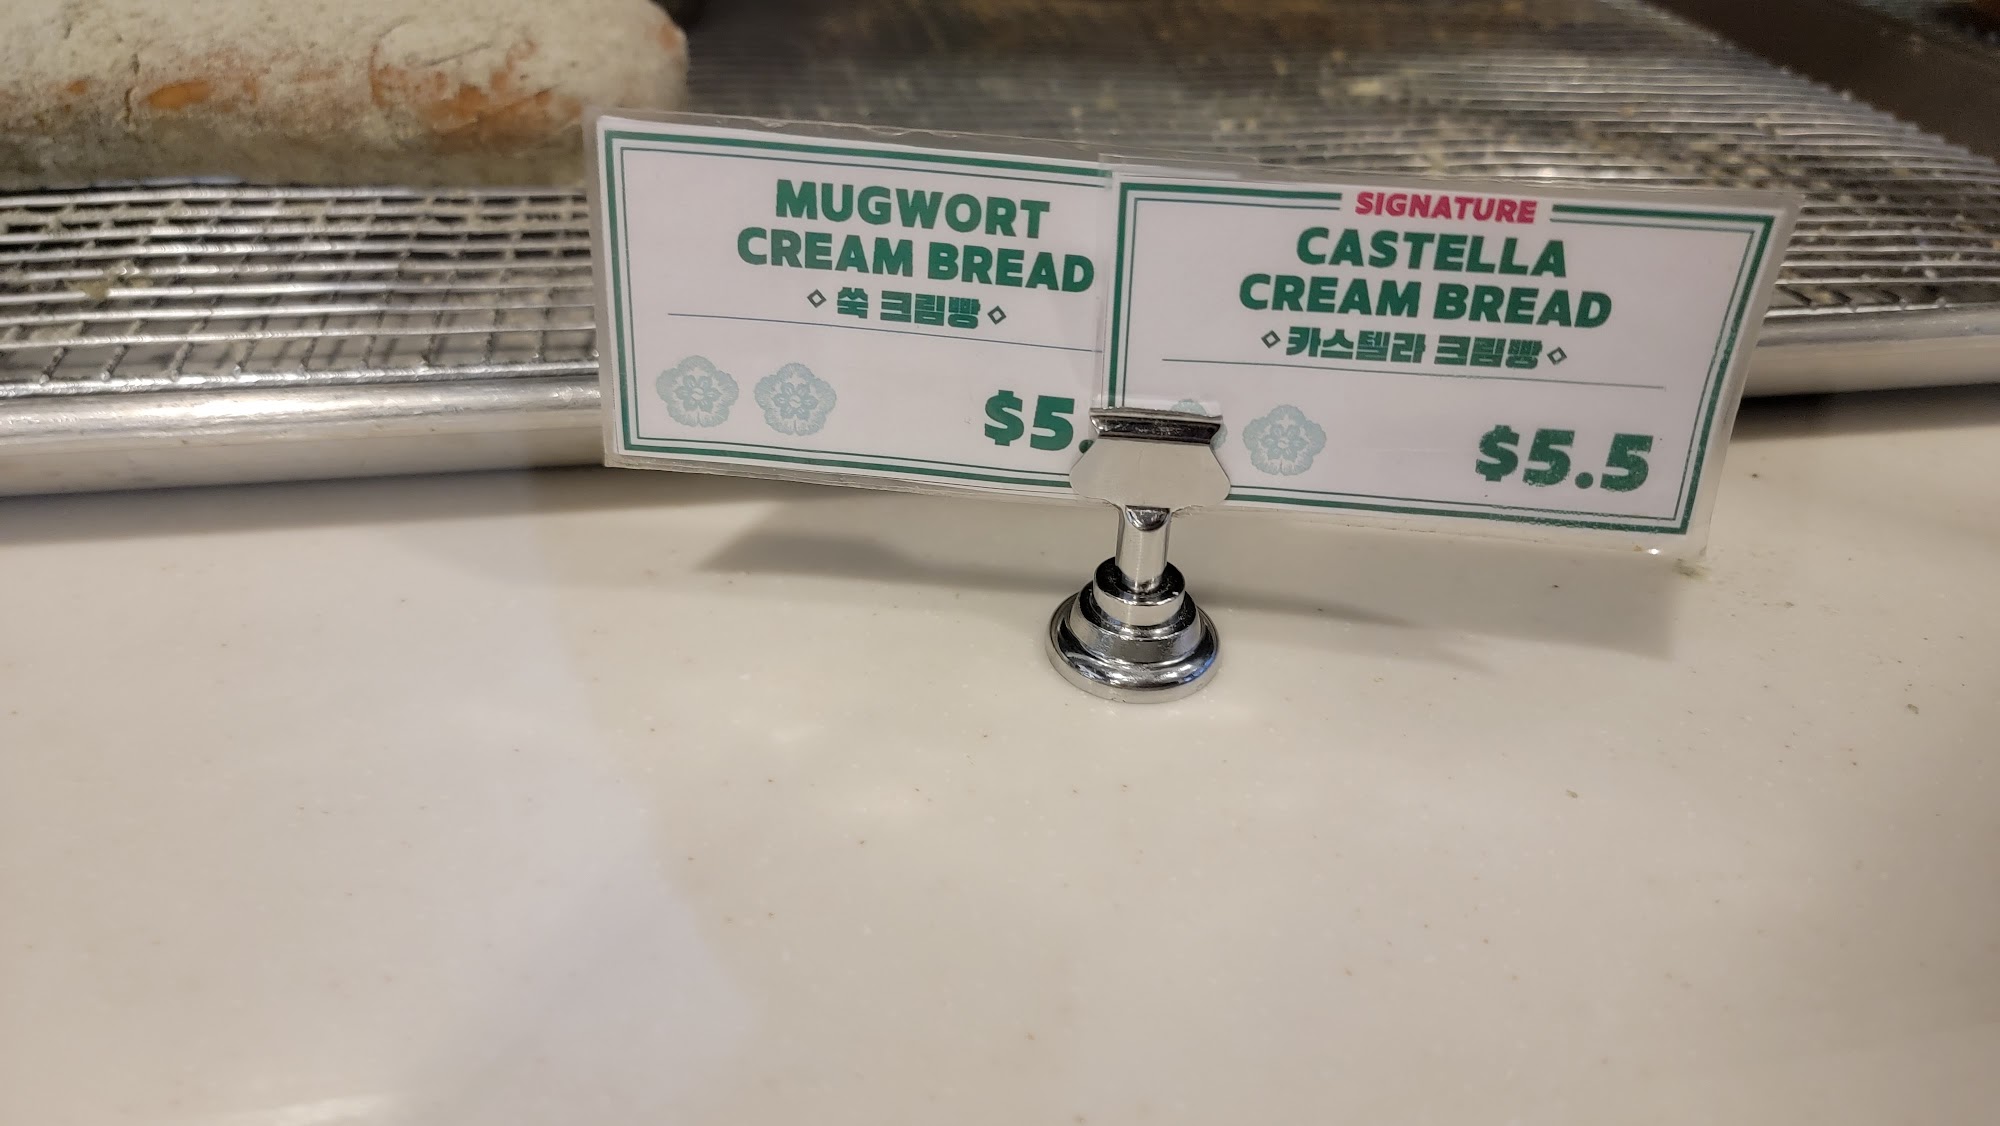 MUGWORT
CREAM BREAD
쑥 크림빵
$5.
SIGNATURE
CASTELLA
CREAM BREAD
카스텔라 크림빵
$5.5